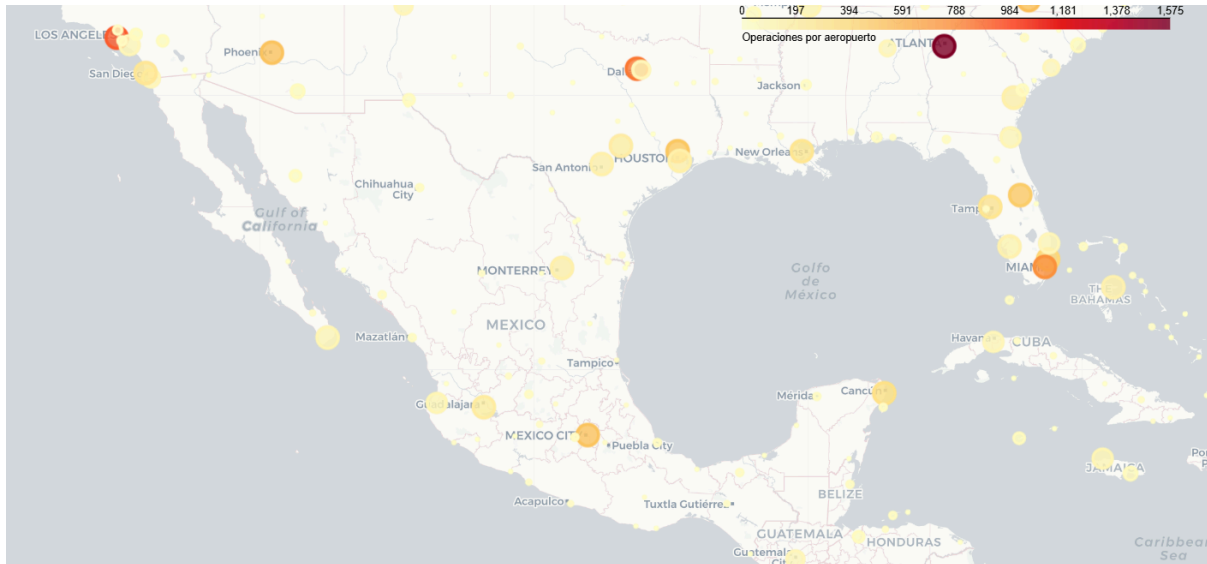 0 197 394 591 788 984 1,181 1,378 1,575
Operaciones por aeropuerto
LOS ANGELES
Phoenix
San Diego
ATLANTA
Jackson
New Orleans
HOUSTON
San Antonio
Chihuahua
City
Gulf of
California
MONTERREY
Golfo
de
México
MIAMI
THE
BAHAMAS
MEXICO
Mazatlán
Havana
CUBA
Tampico
Guadalajara
Mérida
Cancún
MEXICO CITY
Puebla City
JAMAICA
Acapulco
Tuxtla Gutiérrez
BELIZE
GUATEMALA
HONDURAS
Guatemala
City
Caribbean
Sea